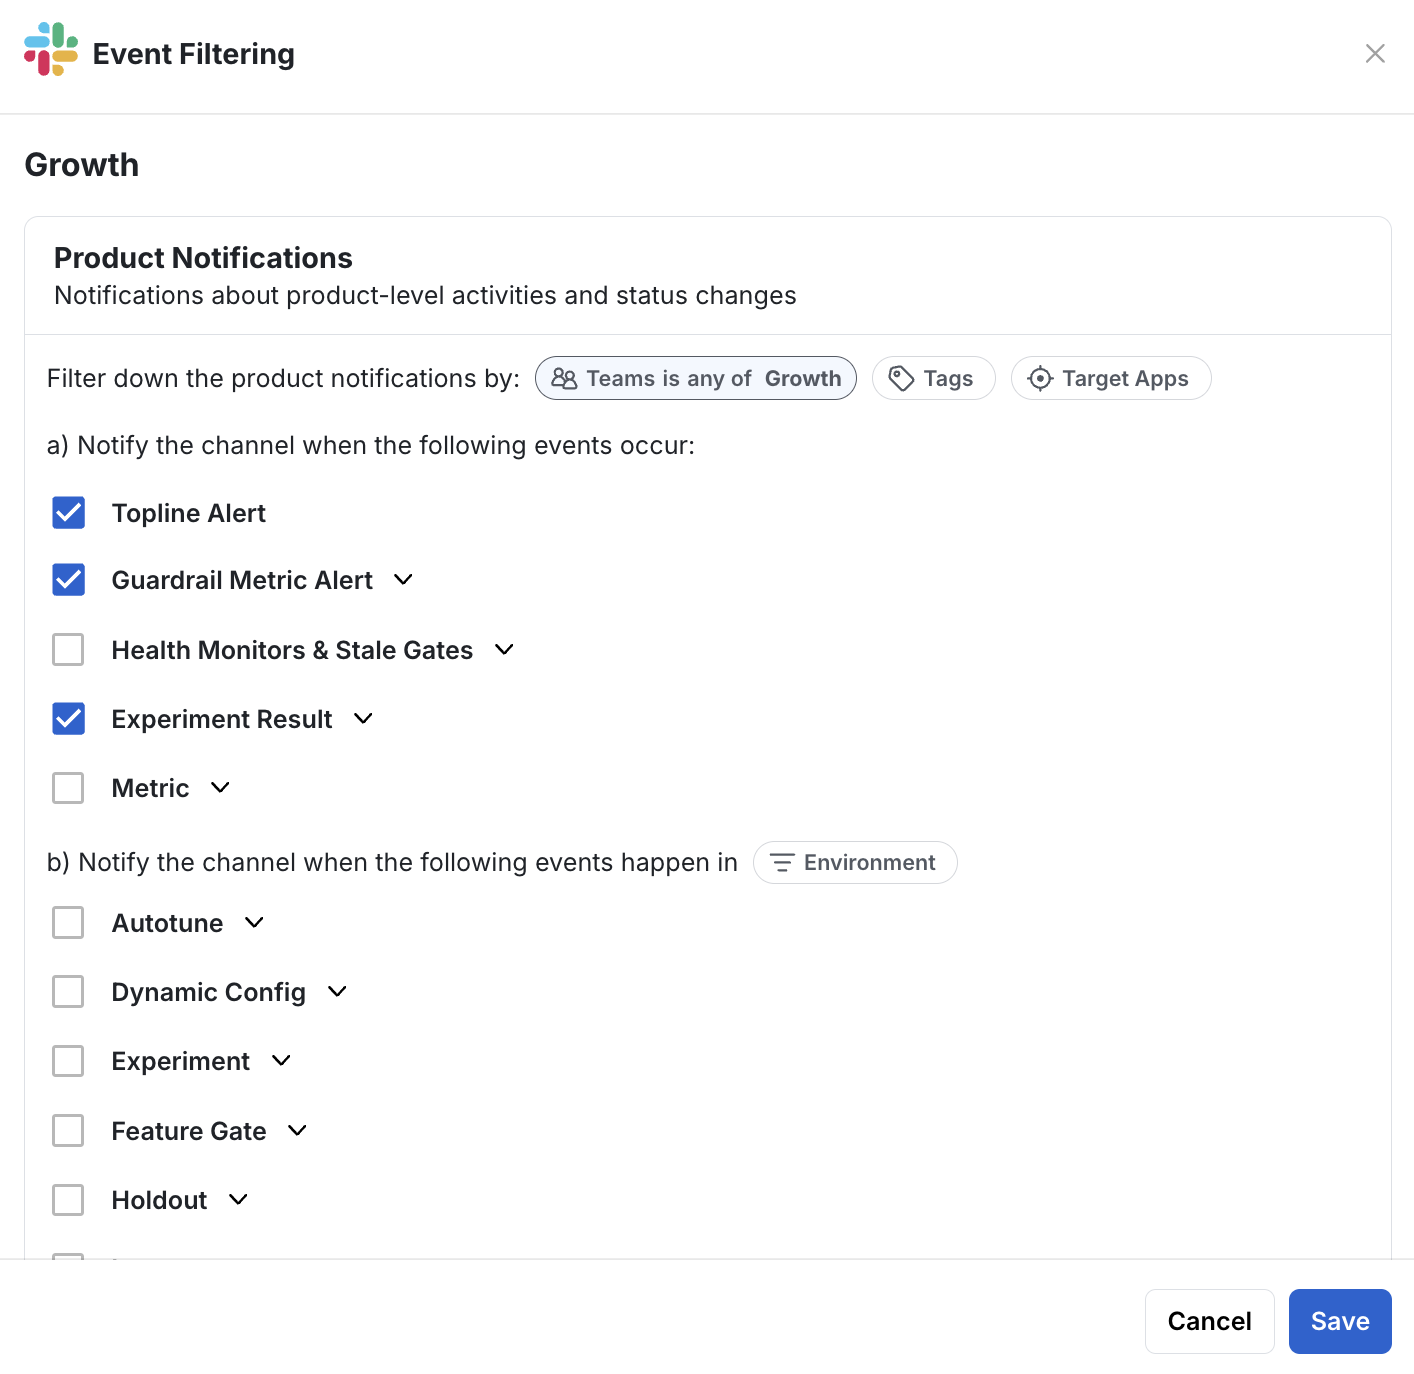 Event Filtering
Growth
Product Notifications
Notifications about product-level activities and status changes
Filter down the product notifications by: Teams is any of Growth Tags Target Apps
a) Notify the channel when the following events occur:
Topline Alert
Guardrail Metric Alert
Health Monitors & Stale Gates
Experiment Result
Metric
b) Notify the channel when the following events happen in Environment
Autotune
Dynamic Config
Experiment
Feature Gate
Holdout
Cancel Save